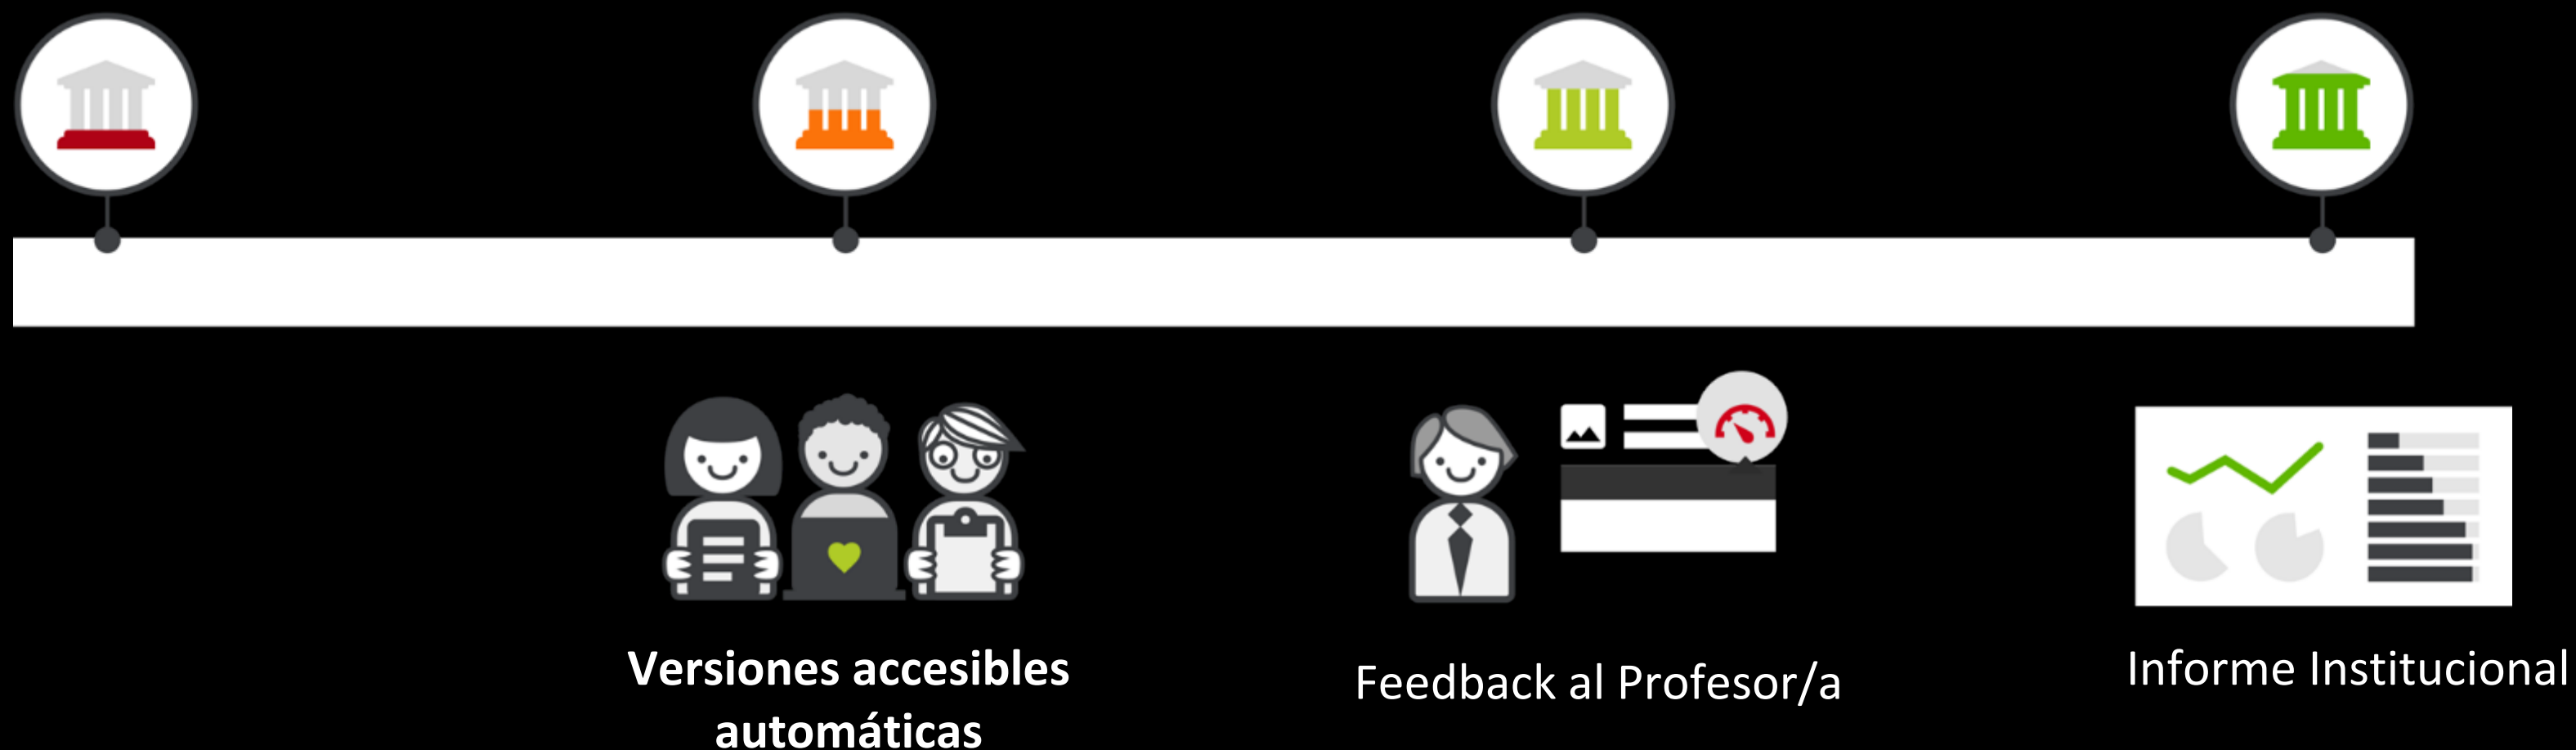 Versiones accesibles
automáticas
Feedback al Profesor/a
Informe Institucional